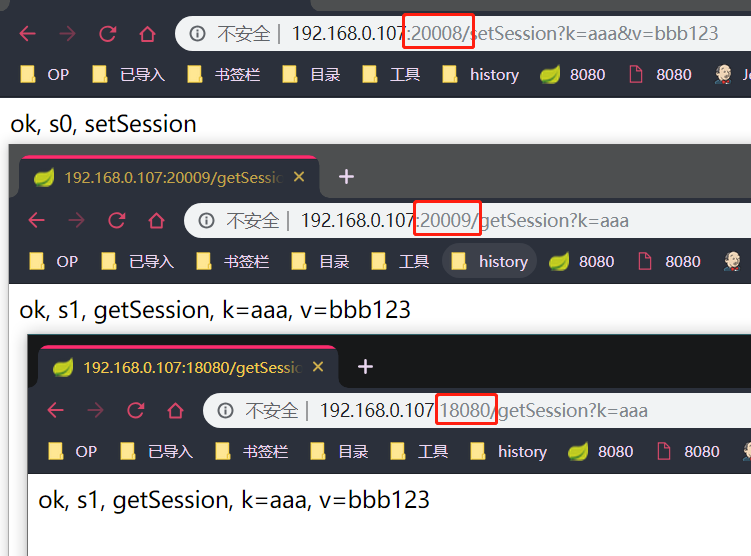 不安全 | 192.168.0.107:20008/setSession?k=aaa&v=bbb123
OP 已导入 书签栏 目录 工具 history 8080 8080 Je
ok, s0, setSession
192.168.0.107:20009/getSessio
不安全 | 192.168.0.107:20009/getSession?k=aaa
OP 已导入 书签栏 目录 工具 history 8080 8080
ok, s1, getSession, k=aaa, v=bbb123
192.168.0.107:18080/getSessio
不安全 | 192.168.0.107:18080/getSession?k=aaa
OP 已导入 书签栏 目录 工具 history 8080 8080
ok, s1, getSession, k=aaa, v=bbb123